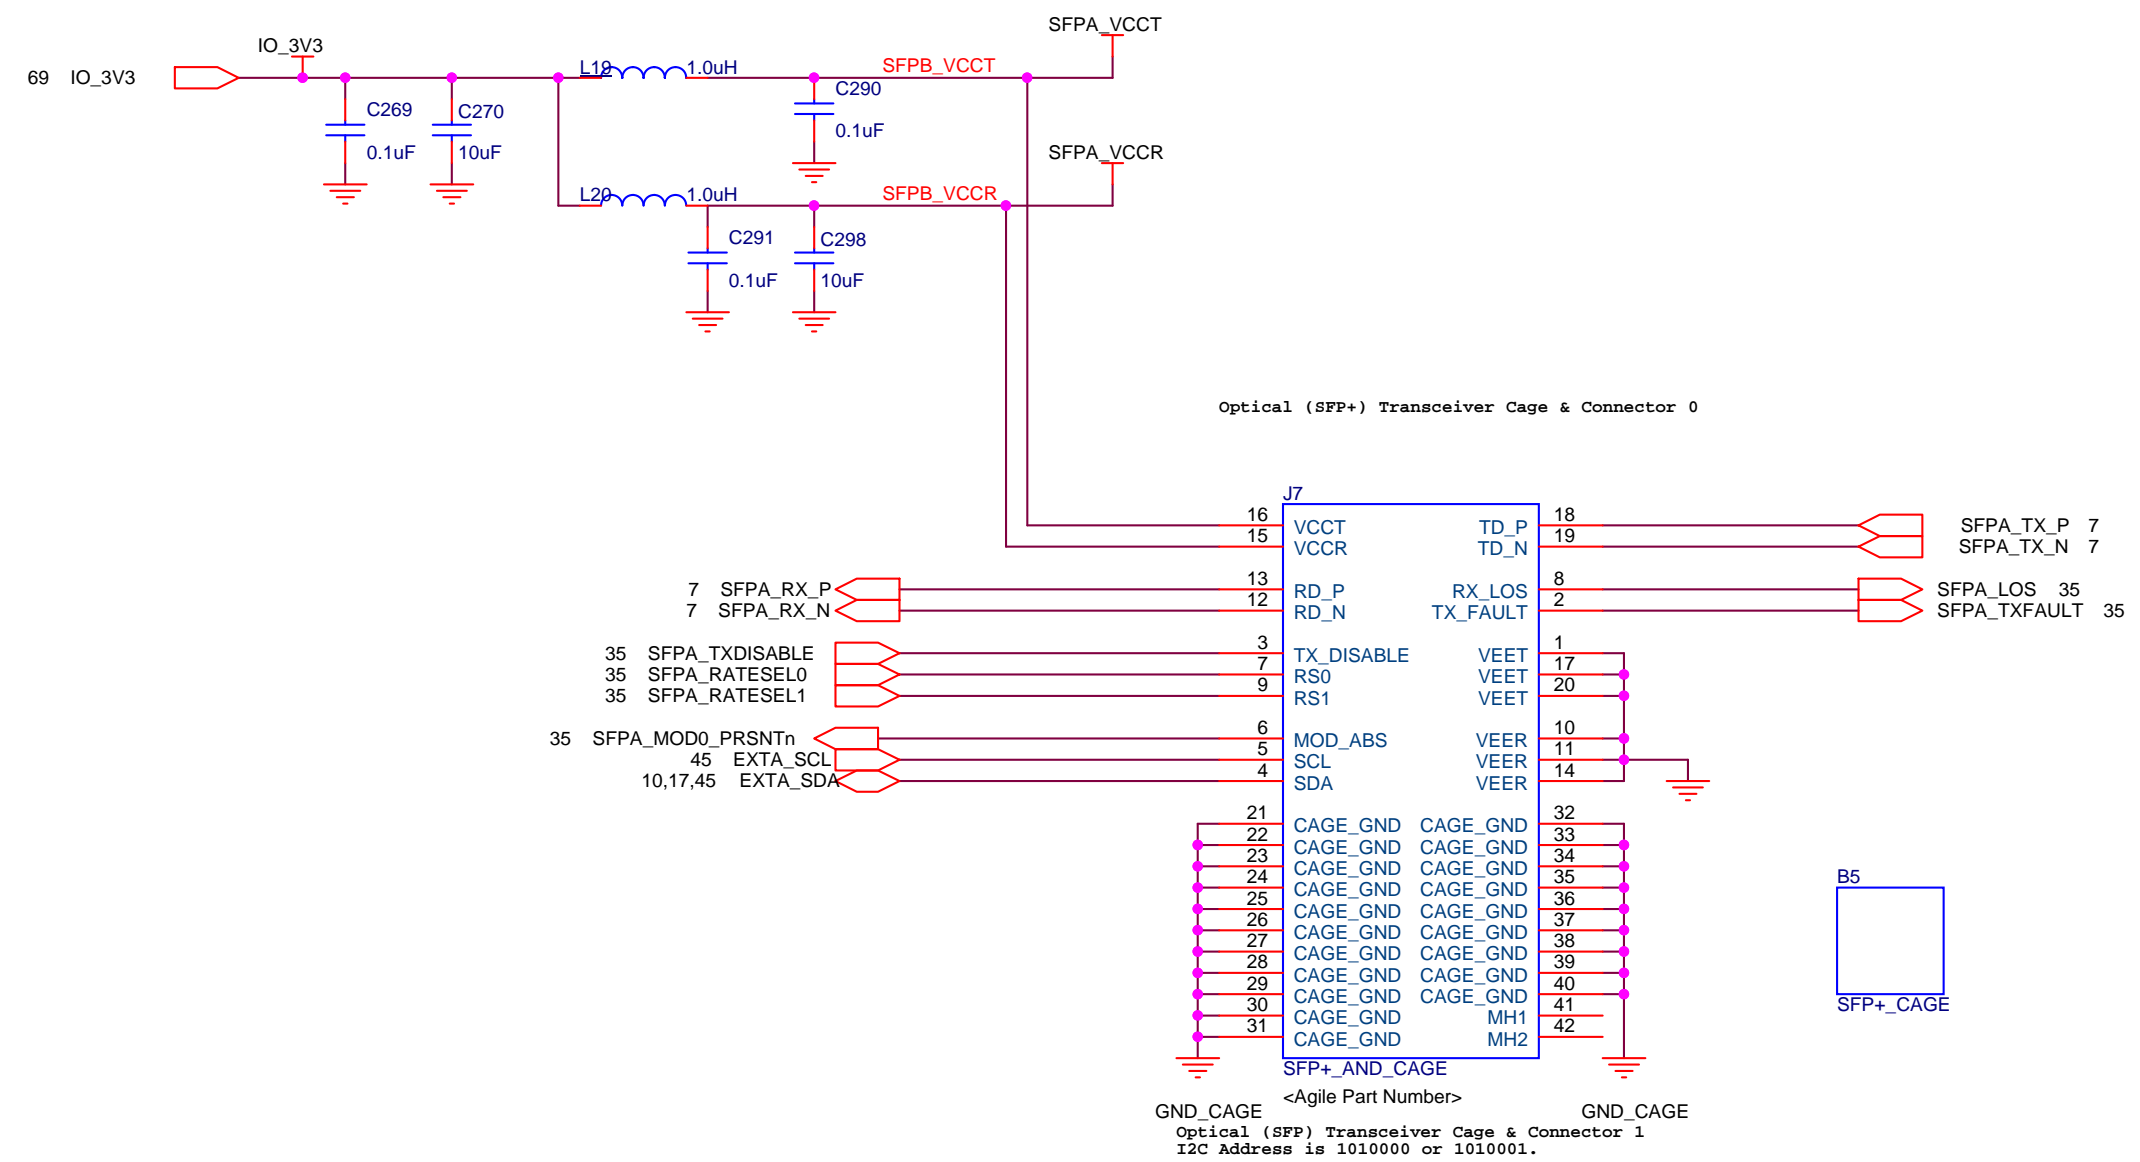 SFPA_VCCT
IO_3V3
69 IO_3V3
L19 1.0uH
SFPB_VCCT
C290
0.1uF
C269
0.1uF
C270
10uF
SFPA_VCCR
L20 1.0uH
SFPB_VCCR
C291
0.1uF
C298
10uF
Optical (SFP+) Transceiver Cage & Connector 0
J7
16 VCCT TD_P 18 SFPA_TX_P 7
15 VCCR TD_N 19 SFPA_TX_N 7
7 SFPA_RX_P 13 RD_P RX_LOS 8 SFPA_LOS 35
7 SFPA_RX_N 12 RD_N TX_FAULT 2 SFPA_TXFAULT 35
35 SFPA_TXDISABLE 3 TX_DISABLE VEET 1
35 SFPA_RATESEL0 7 RS0 VEET 17
35 SFPA_RATESEL1 9 RS1 VEET 20
35 SFPA_MOD0_PRSNTn 6 MOD_ABS VEER 10
45 EXTA_SCL 5 SCL VEER 11
10,17,45 EXTA_SDA 4 SDA VEER 14
21 CAGE_GND CAGE_GND 32
22 CAGE_GND CAGE_GND 33
23 CAGE_GND CAGE_GND 34
24 CAGE_GND CAGE_GND 35
25 CAGE_GND CAGE_GND 36
26 CAGE_GND CAGE_GND 37
27 CAGE_GND CAGE_GND 38
28 CAGE_GND CAGE_GND 39
29 CAGE_GND CAGE_GND 40
30 CAGE_GND MH1 41
31 CAGE_GND MH2 42
B5
SFP+_CAGE
SFP+_AND_CAGE
<Agile Part Number>
GND_CAGE
GND_CAGE
Optical (SFP) Transceiver Cage & Connector 1
I2C Address is 1010000 or 1010001.